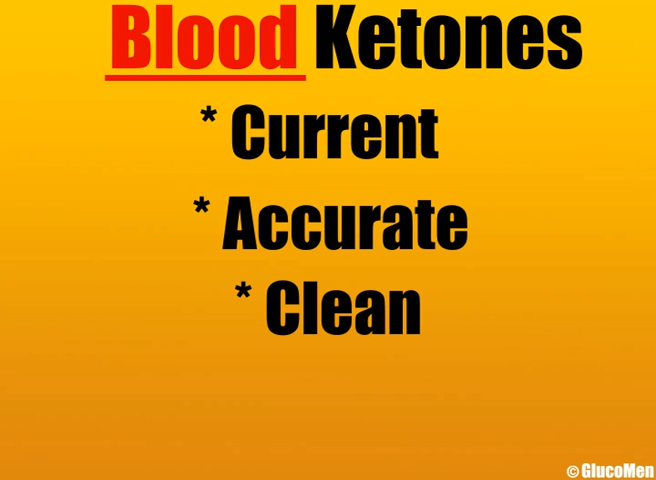 Blood Ketones
* Current
* Accurate
* Clean
© GlucoMen